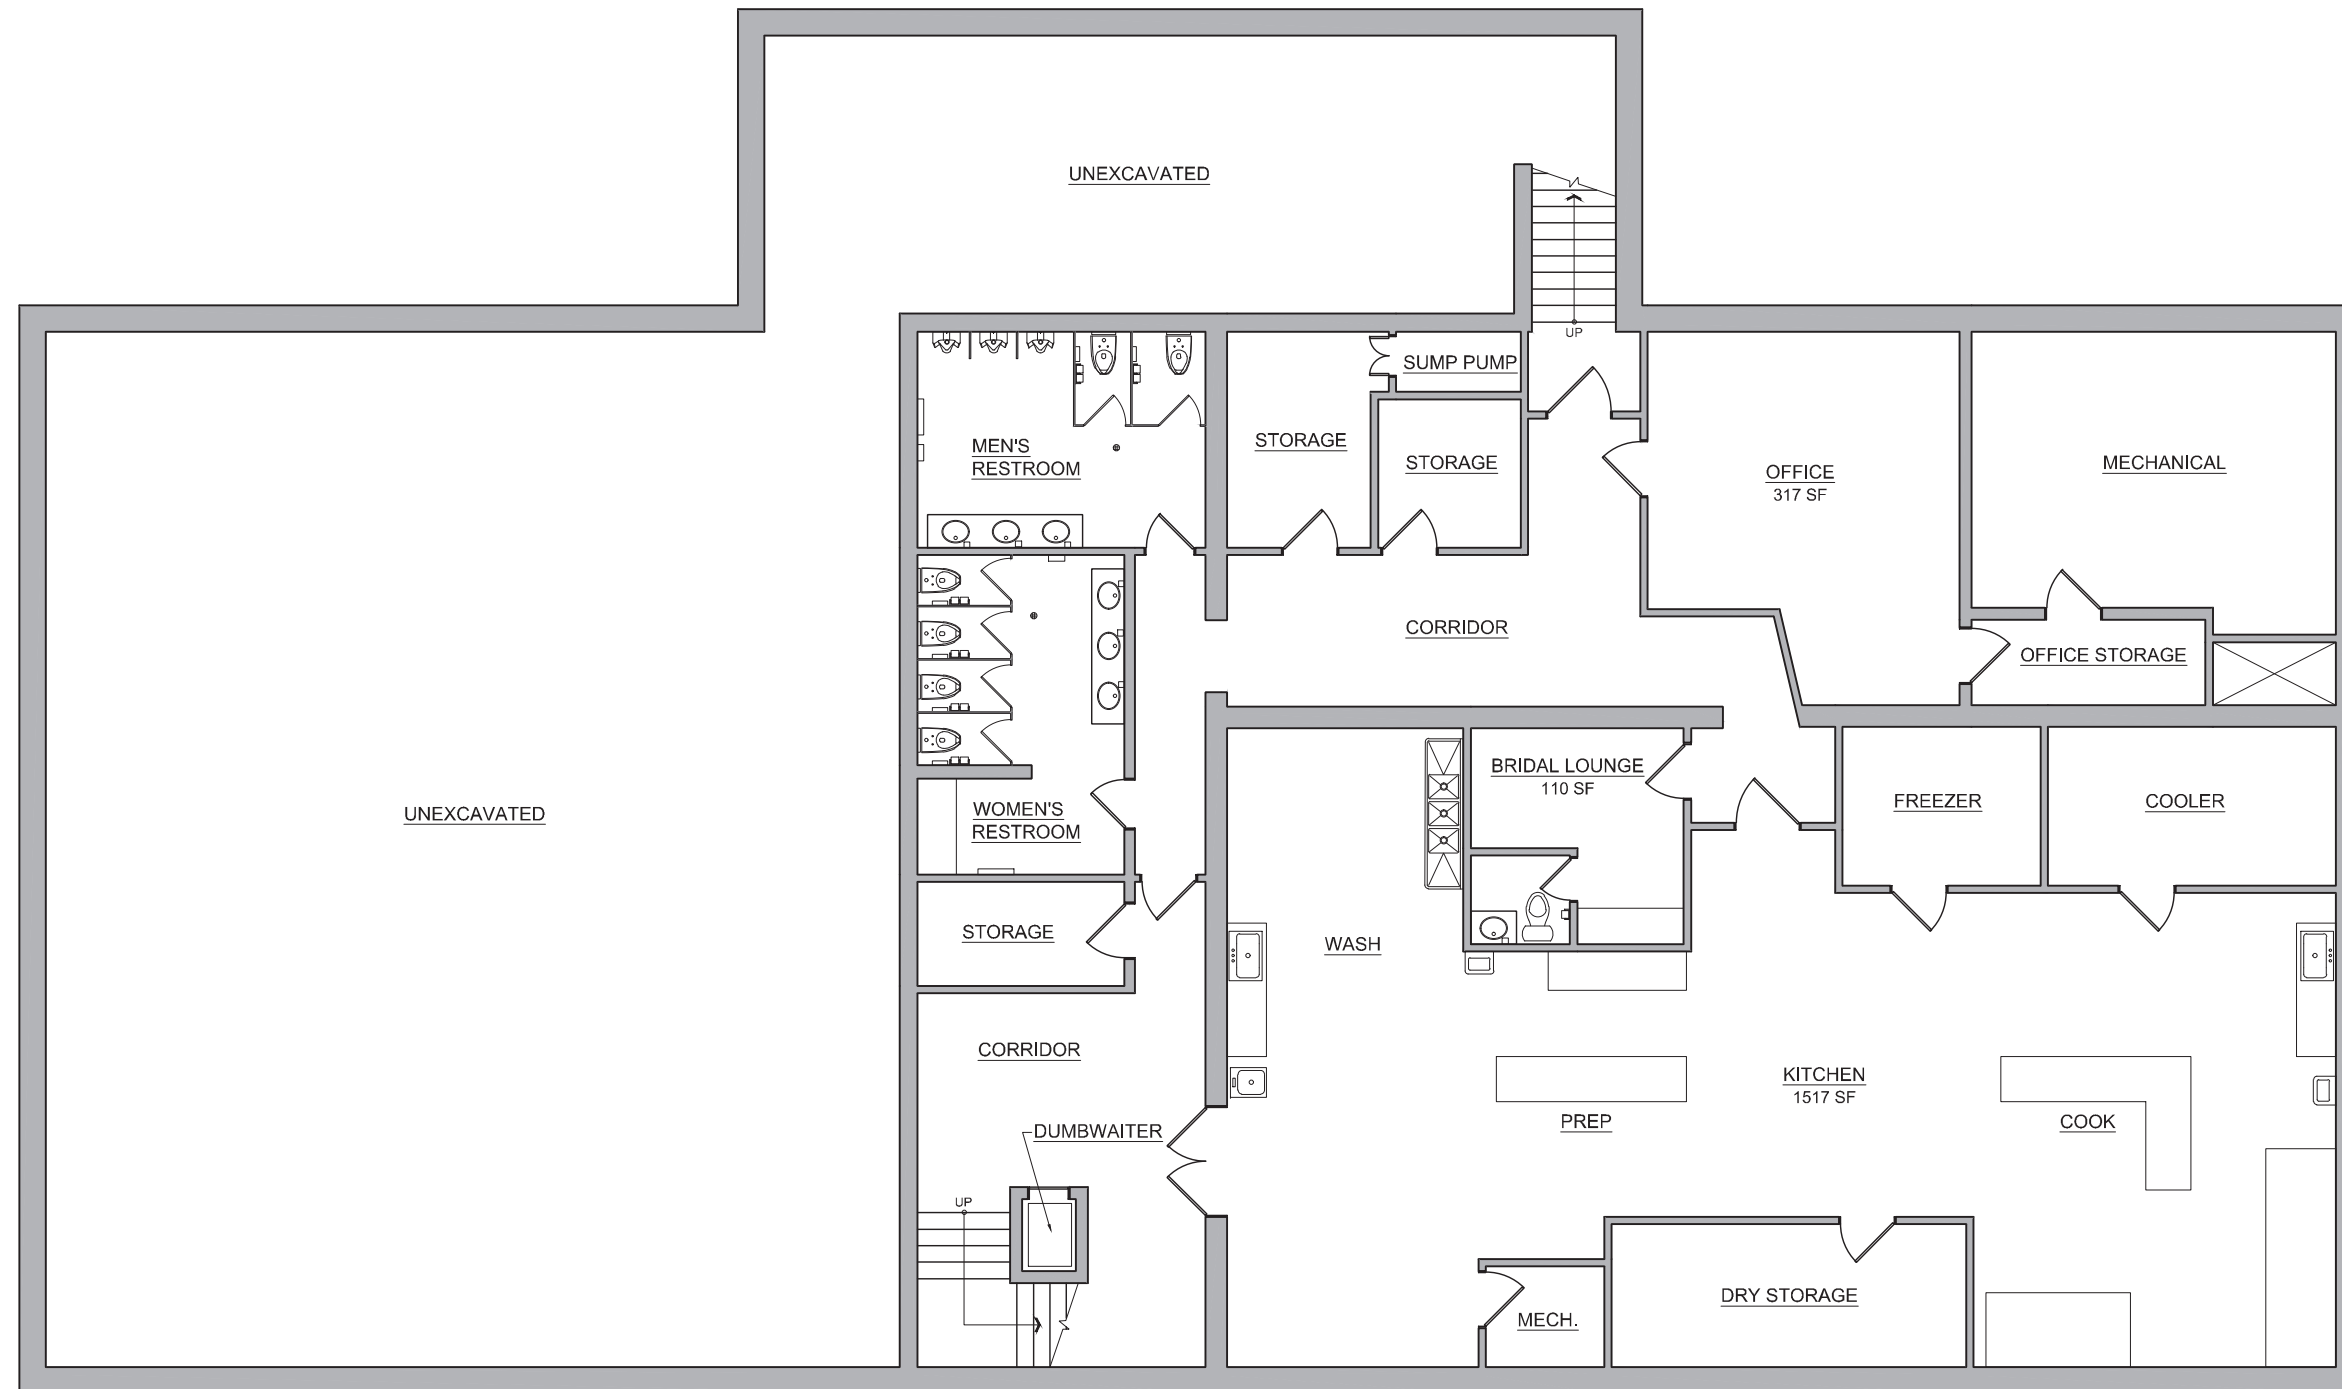 UNEXCAVATED
UP
SUMP PUMP
MEN'S
RESTROOM
STORAGE
STORAGE
OFFICE
317 SF
MECHANICAL
CORRIDOR
OFFICE STORAGE
UNEXCAVATED
WOMEN'S
RESTROOM
BRIDAL LOUNGE
110 SF
FREEZER
COOLER
STORAGE
WASH
CORRIDOR
KITCHEN
1517 SF
DUMBWAITER
PREP
COOK
UP
MECH.
DRY STORAGE